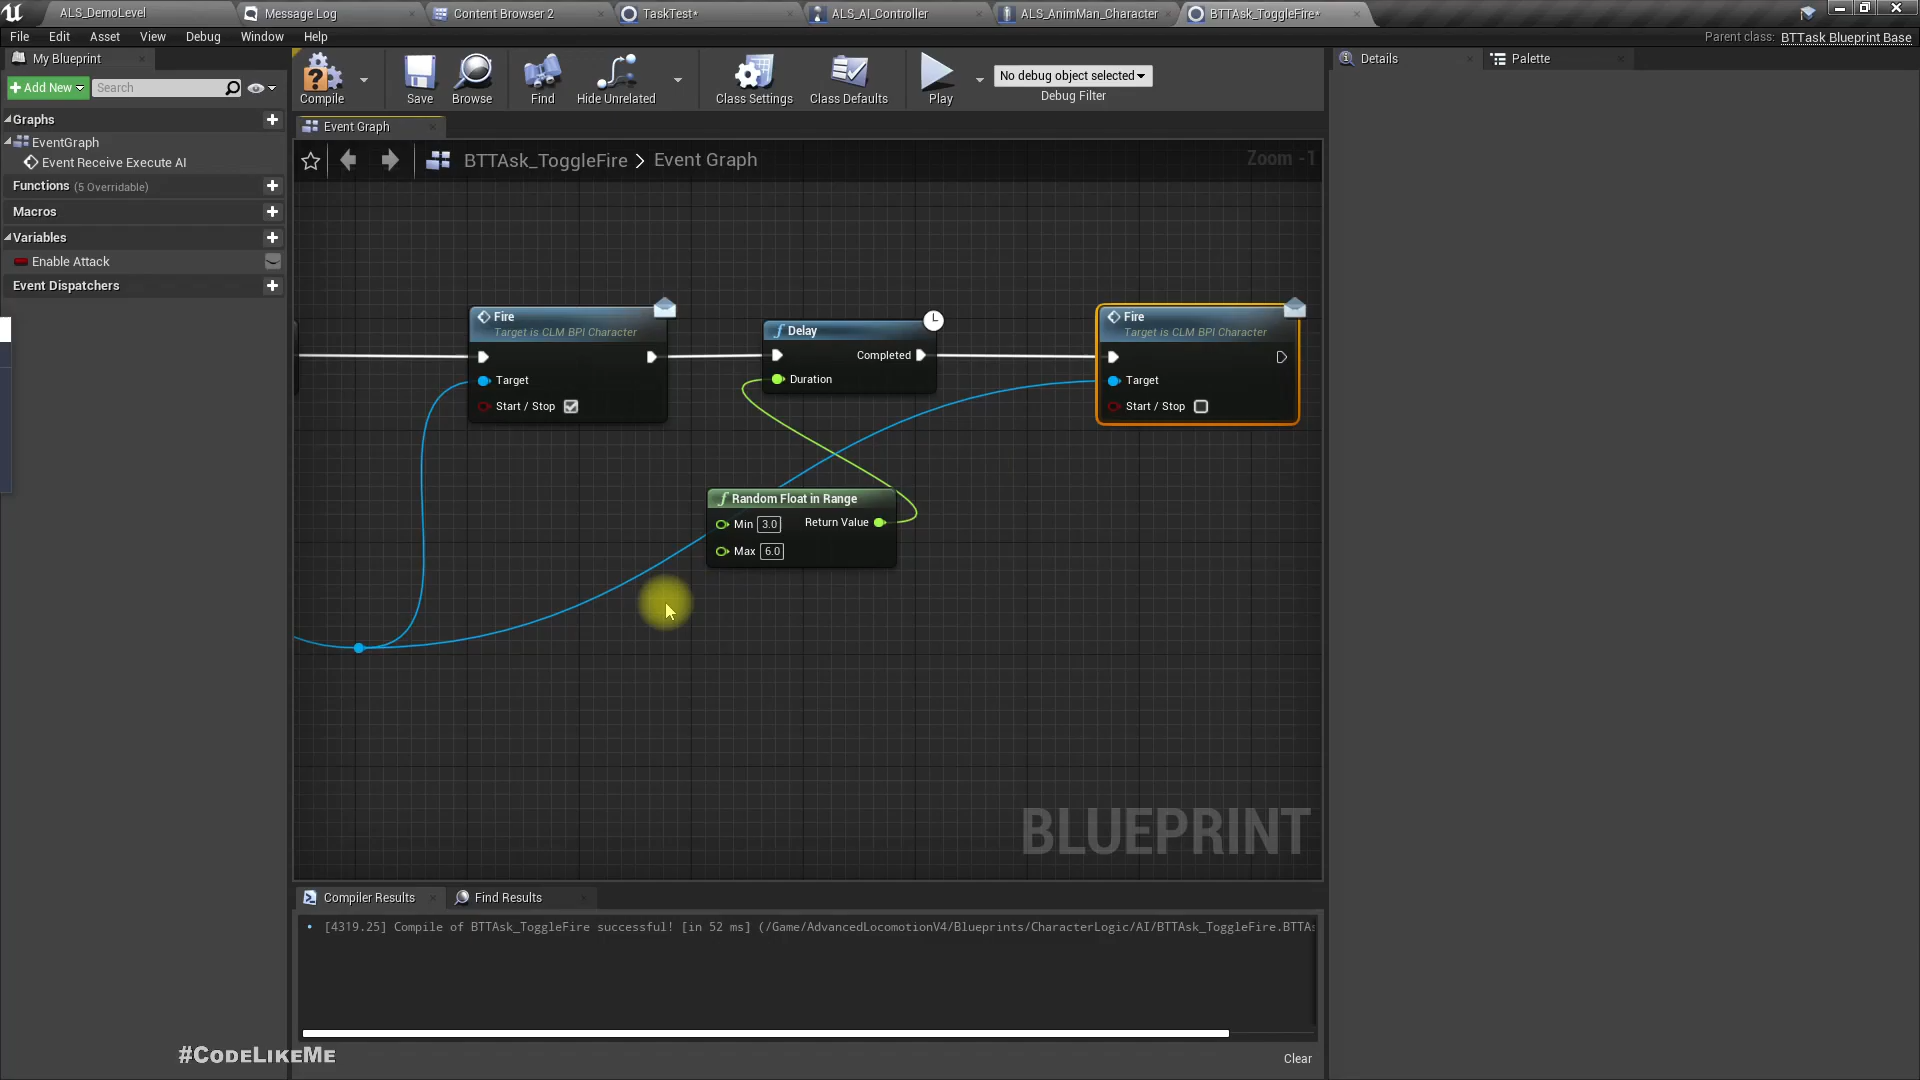 ALS_DemoLevel
Message Log
Content Browser 2
TaskTest*
ALS_AI_Controller
ALS_AnimMan_Character
BTTAsk_ToggleFire*
File Edit Asset View Debug Window Help
Parent class: BTTask Blueprint Base
My Blueprint
Add New
Search
Graphs
EventGraph
Event Receive Execute AI
Functions (5 Overridable)
Macros
Variables
Enable Attack
Event Dispatchers
Compile
Save
Browse
Find
Hide Unrelated
Class Settings
Class Defaults
Play
No debug object selected
Debug Filter
Details
Palette
Event Graph
BTTAsk_ToggleFire > Event Graph
Zoom -1
Fire
Target is CLM BPI Character
Target
Start / Stop
Delay
Completed
Duration
Fire
Target is CLM BPI Character
Target
Start / Stop
Random Float in Range
Min 3.0 Return Value
Max 6.0
BLUEPRINT
Compiler Results
Find Results
[4319.25] Compile of BTTAsk_ToggleFire successful! [in 52 ms] (/Game/AdvancedLocomotionV4/Blueprints/CharacterLogic/AI/BTTAsk_ToggleFire.BTTA
Clear
#CodeLikeMe